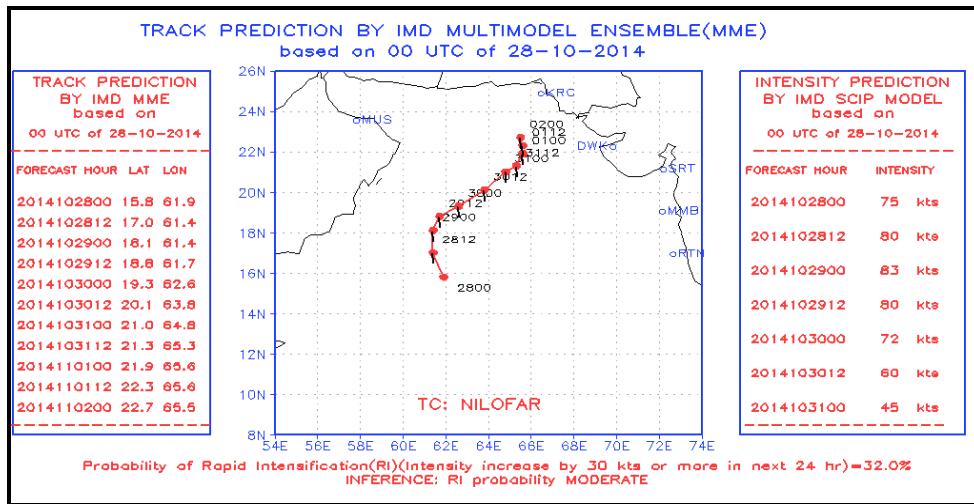 TRACK PREDICTION BY IMD MULTIMODEL ENSEMBLE(MME)
based on 00 UTC of 28-10-2014
TRACK PREDICTION
BY IMD MME
based on
00 UTC of 28-10-2014
FORECAST HOUR LAT LON
2014102800 15.8 61.9
2014102812 17.0 61.4
2014102900 18.1 61.4
2014102912 18.8 61.7
2014103000 19.3 62.6
2014103012 20.1 63.8
2014103100 21.0 64.8
2014103112 21.3 65.3
2014110100 21.9 65.6
2014110112 22.3 65.6
2014110200 22.7 65.5
26N
24N
22N
20N
18N
16N
14N
12N
10N
8N
54E 56E 58E 60E 62E 64E 66E 68E 70E 72E 74E
KRC
MUS
DWK
SRT
MMB
RTN
0200
0112
0100
3112
3100
3012
3000
2912
2900
2812
2800
TC: NILOFAR
INTENSITY PREDICTION
BY IMD SCIP MODEL
based on
00 UTC of 28-10-2014
FORECAST HOUR INTENSITY
2014102800 75 kts
2014102812 80 kts
2014102900 83 kts
2014102912 80 kts
2014103000 72 kts
2014103012 60 kts
2014103100 45 kts
Probability of Rapid Intensification(RI)(Intensity increase by 30 kts or more in next 24 hr)=32.0%
INFERENCE: RI probability MODERATE